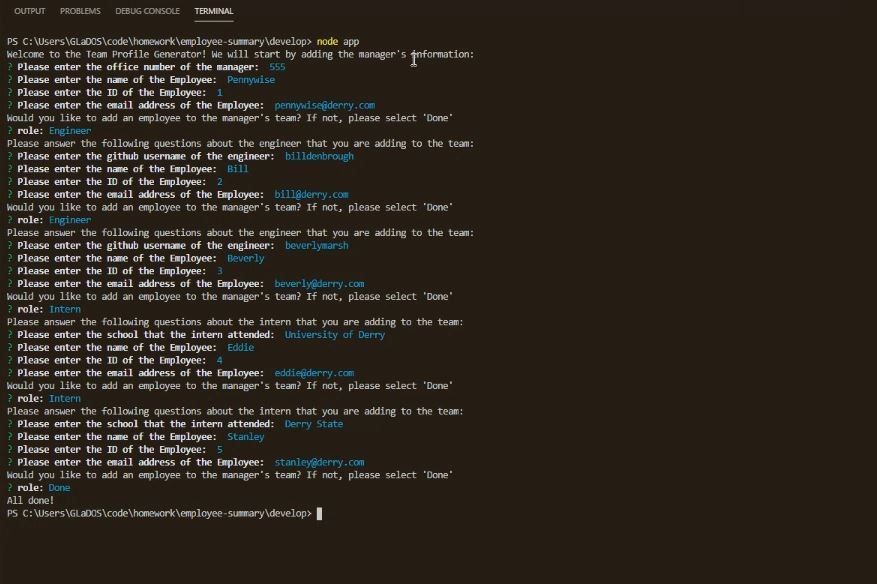 OUTPUT PROBLEMS DEBUG CONSOLE TERMINAL
PS C:\Users\GLaDOS\code\homework\employee-summary\develop> node app
Welcome to the Team Profile Generator! We will start by adding the manager's information:
? Please enter the office number of the manager: 555
? Please enter the name of the Employee: Pennywise
? Please enter the ID of the Employee: 1
? Please enter the email address of the Employee: pennywise@derry.com
Would you like to add an employee to the manager's team? If not, please select 'Done'
? role: Engineer
Please answer the following questions about the engineer that you are adding to the team:
? Please enter the github username of the engineer: billdenbrough
? Please enter the name of the Employee: Bill
? Please enter the ID of the Employee: 2
? Please enter the email address of the Employee: bill@derry.com
Would you like to add an employee to the manager's team? If not, please select 'Done'
? role: Engineer
Please answer the following questions about the engineer that you are adding to the team:
? Please enter the github username of the engineer: beverlymarsh
? Please enter the name of the Employee: Beverly
? Please enter the ID of the Employee: 3
? Please enter the email address of the Employee: beverly@derry.com
Would you like to add an employee to the manager's team? If not, please select 'Done'
? role: Intern
Please answer the following questions about the intern that you are adding to the team:
? Please enter the school that the intern attended: University of Derry
? Please enter the name of the Employee: Eddie
? Please enter the ID of the Employee: 4
? Please enter the email address of the Employee: eddie@derry.com
Would you like to add an employee to the manager's team? If not, please select 'Done'
? role: Intern
Please answer the following questions about the intern that you are adding to the team:
? Please enter the school that the intern attended: Derry State
? Please enter the name of the Employee: Stanley
? Please enter the ID of the Employee: 5
? Please enter the email address of the Employee: stanley@derry.com
Would you like to add an employee to the manager's team? If not, please select 'Done'
? role: Done
All done!
PS C:\Users\GLaDOS\code\homework\employee-summary\develop>